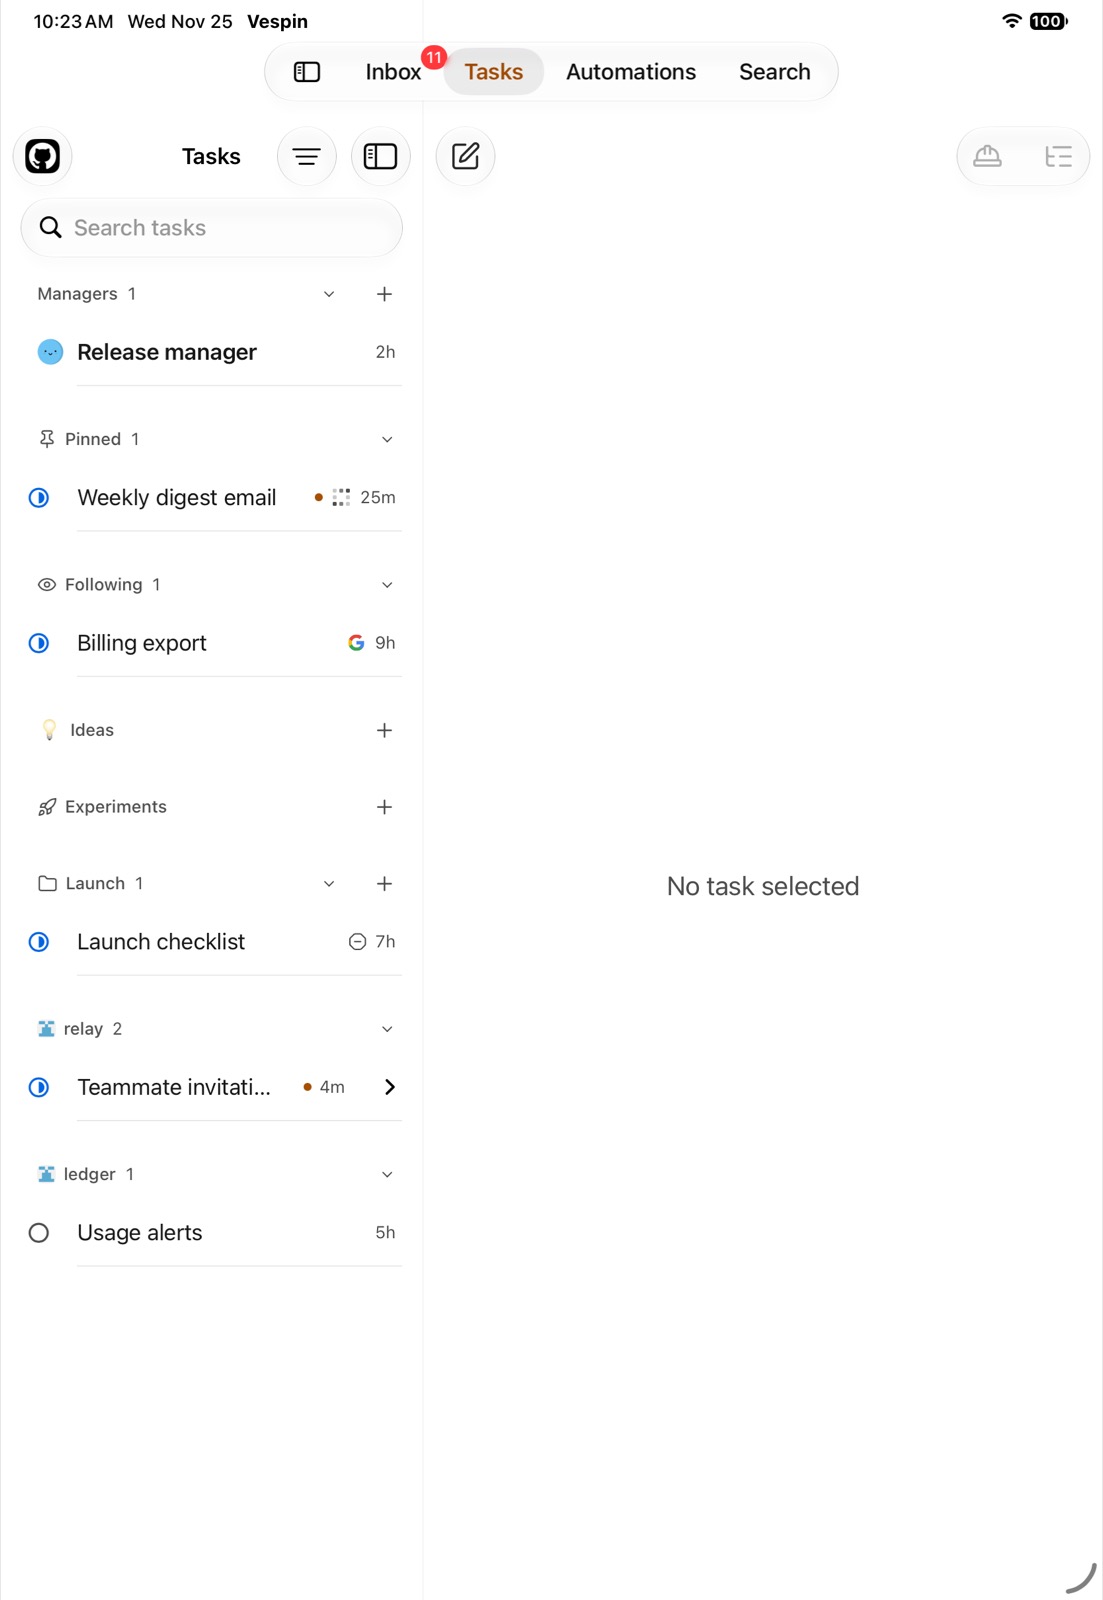 10:23 AM Wed Nov 25 Vespin
100
Inbox 11 Tasks Automations Search
Tasks
Search tasks
Managers 1
Release manager 2h
Pinned 1
Weekly digest email 25m
Following 1
Billing export 9h
Ideas
Experiments
Launch 1
Launch checklist 7h
relay 2
Teammate invitati... 4m
ledger 1
Usage alerts 5h
No task selected